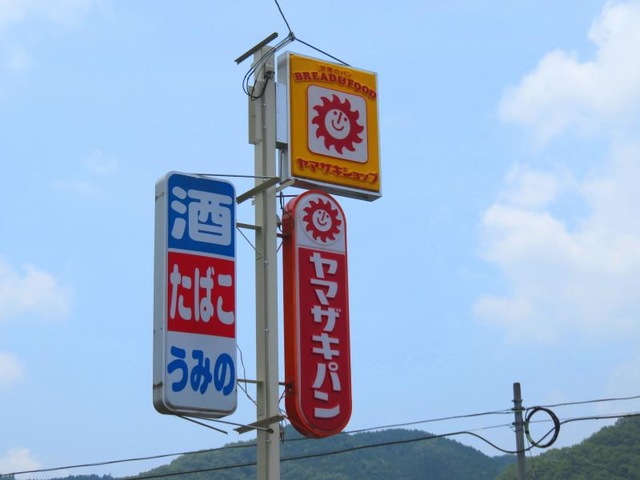 BREAD & FOOD
ヤマザキショップ
酒
たばこ
うみの
ヤマザキパン